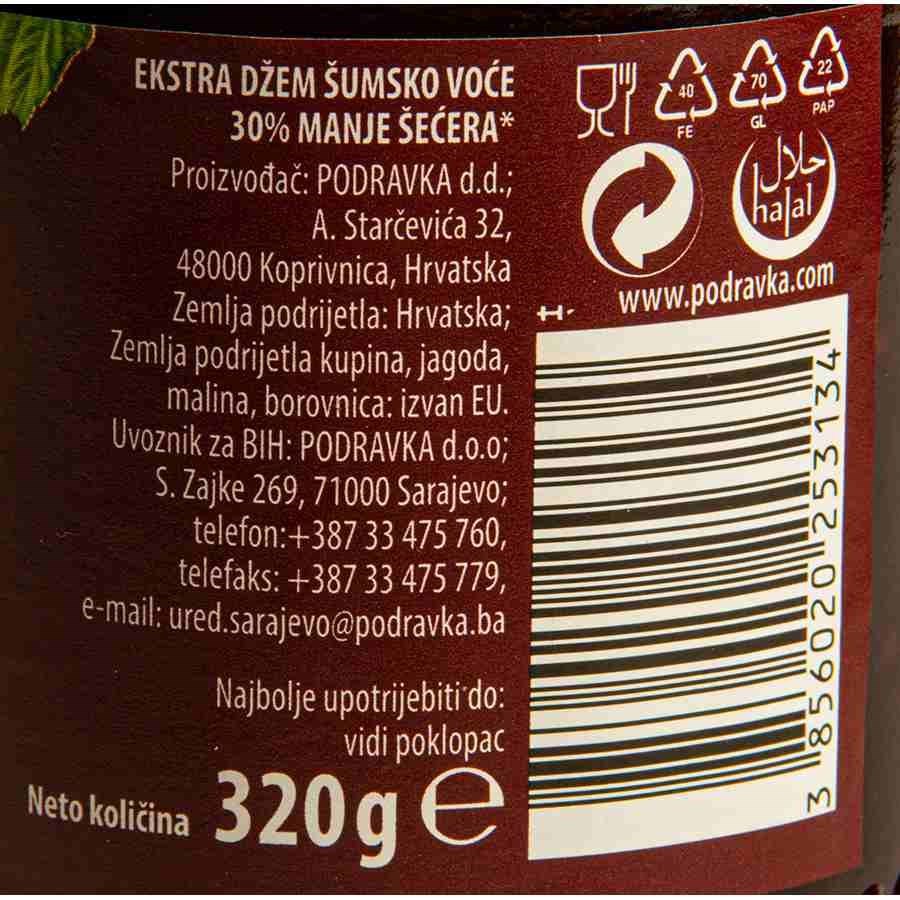 EKSTRA DŽEM ŠUMSKO VOĆE
30% MANJE ŠEĆERA*
Proizvođač: PODRAVKA d.d.;
A. Starčevića 32,
48000 Koprivnica, Hrvatska
Zemlja podrijetla: Hrvatska;
Zemlja podrijetla kupina, jagoda,
malina, borovnica: izvan EU.
Uvoznik za BIH: PODRAVKA d.o.o;
S. Zajke 269, 71000 Sarajevo;
telefon:+387 33 475 760,
telefaks: +387 33 475 779,
e-mail: ured.sarajevo@podravka.ba
Najbolje upotrijebiti do:
vidi poklopac
Neto količina 320g e
40
FE
70
GL
22
PAP
حلال
halal
www.podravka.com
3 856020 253134